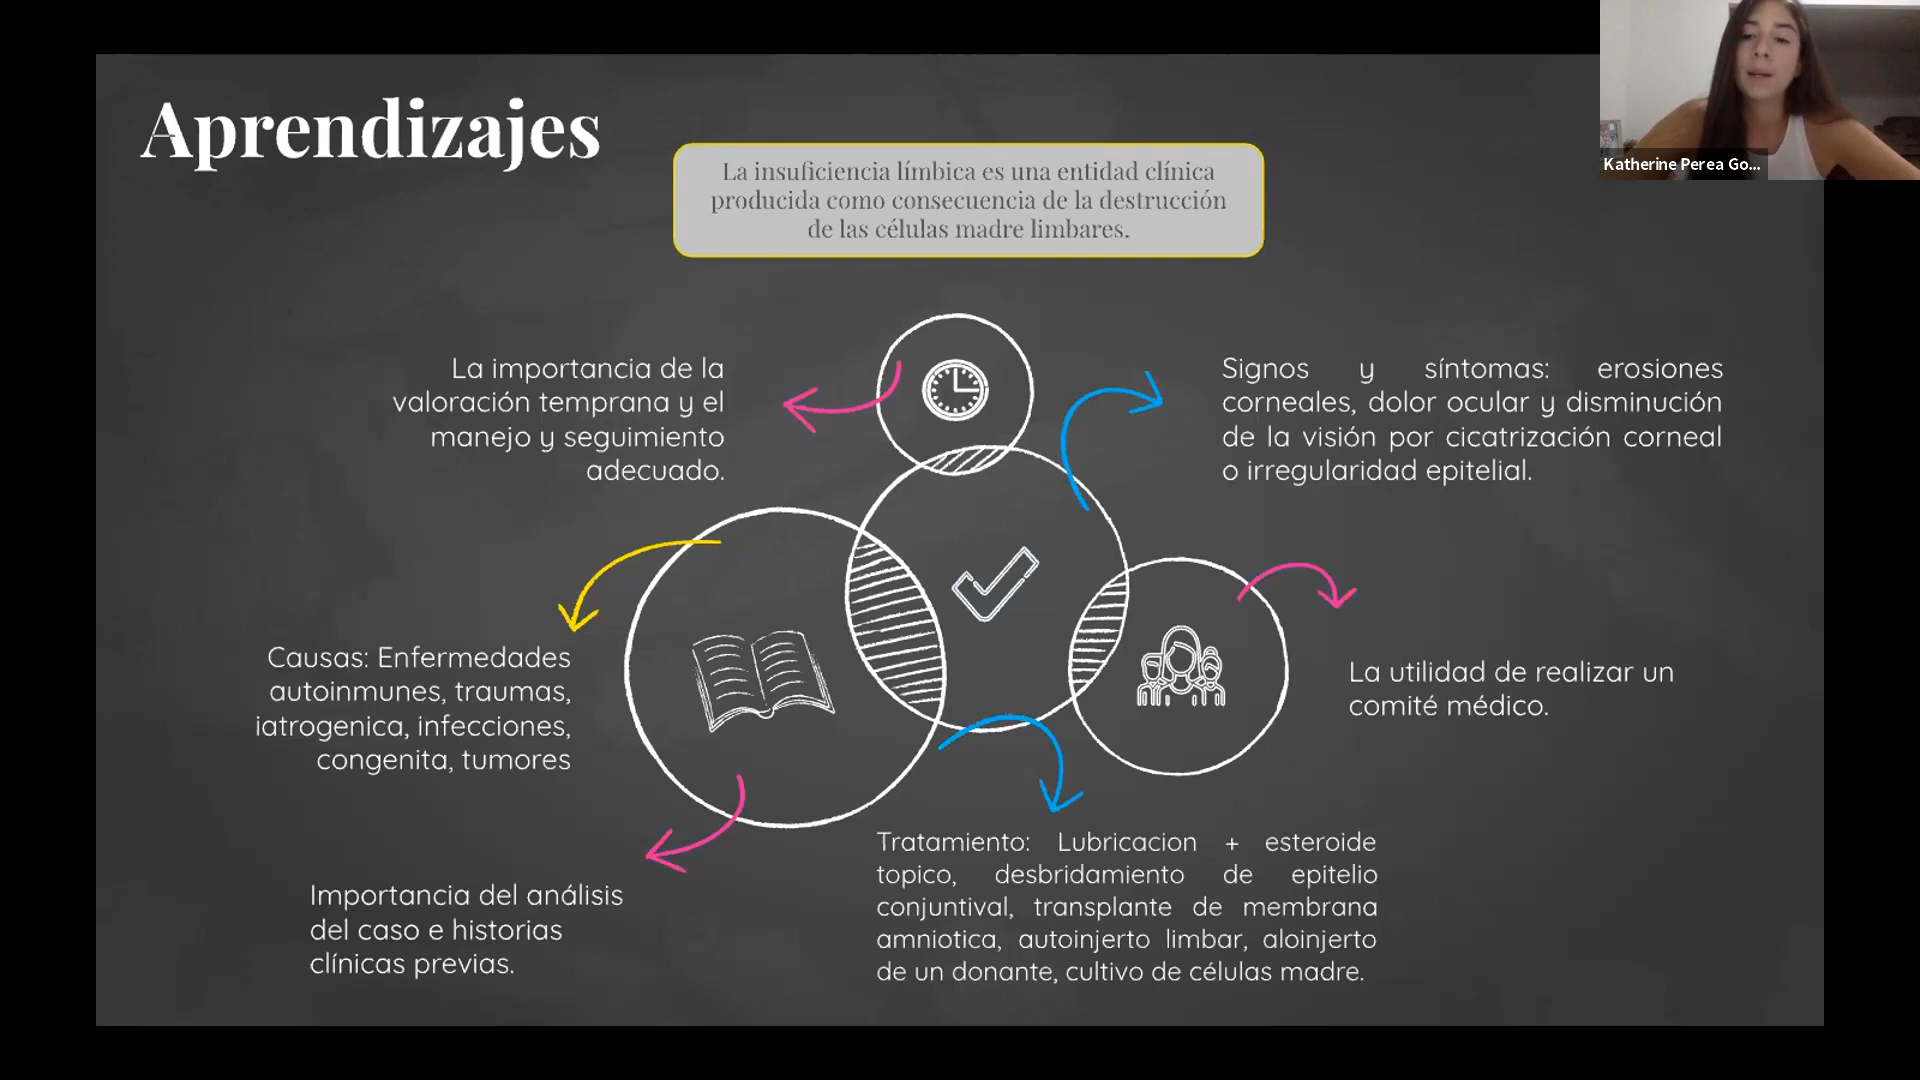 Aprendizajes
La insuficiencia límbica es una entidad clínica
producida como consecuencia de la destrucción
de las células madre limbares.
Katherine Perea Go...
La importancia de la
valoración temprana y el
manejo y seguimiento
adecuado.
Signos y síntomas: erosiones
corneales, dolor ocular y disminución
de la visión por cicatrización corneal
o irregularidad epitelial.
Causas: Enfermedades
autoinmunes, traumas,
iatrogenica, infecciones,
congenita, tumores
La utilidad de realizar un
comité médico.
Importancia del análisis
del caso e historias
clínicas previas.
Tratamiento: Lubricacion + esteroide
topico, desbridamiento de epitelio
conjuntival, transplante de membrana
amniotica, autoinjerto limbar, aloinjerto
de un donante, cultivo de células madre.